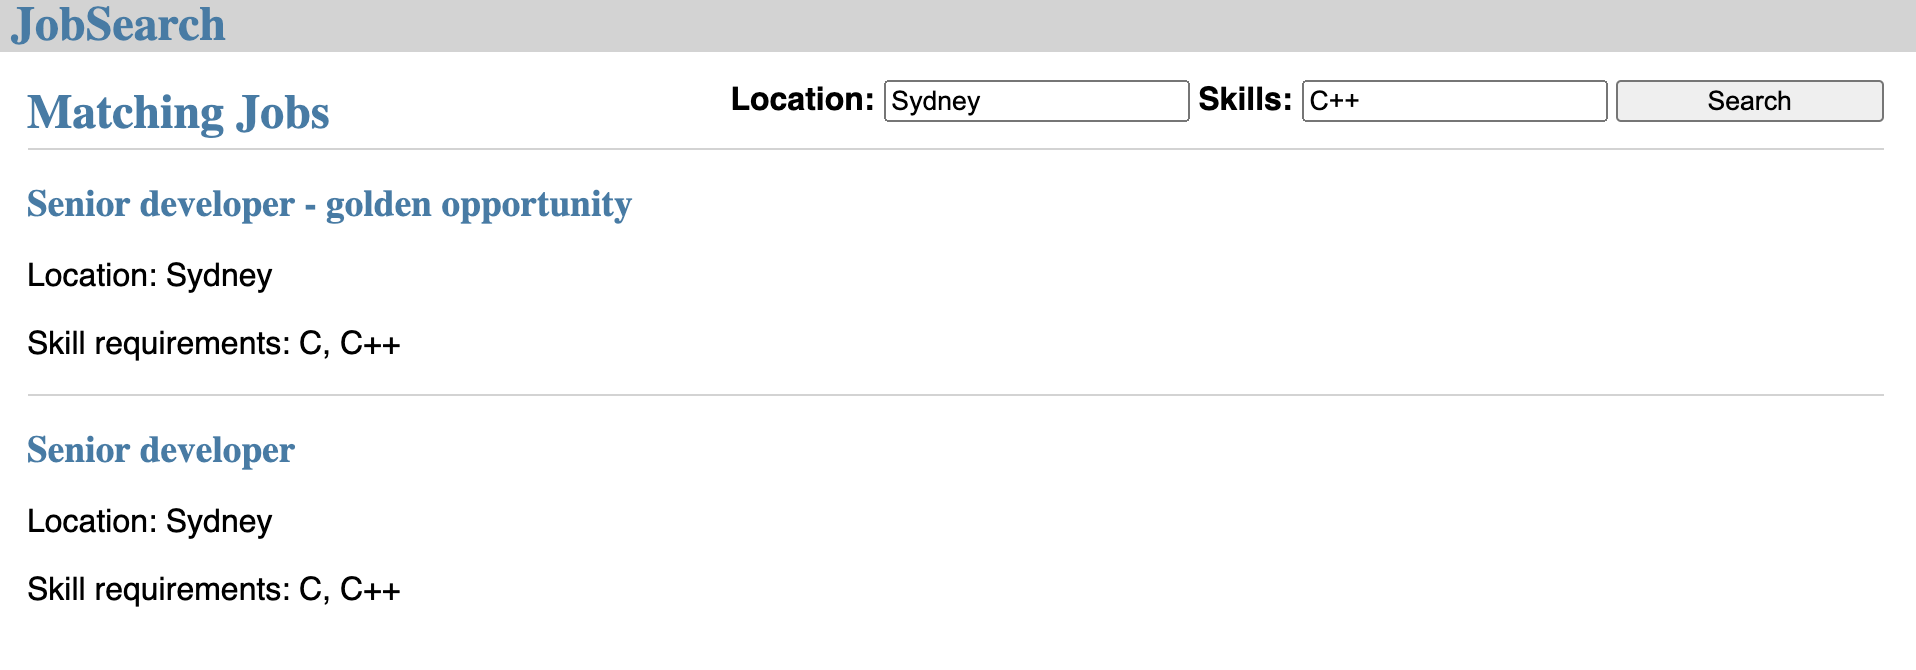 JobSearch
Matching Jobs
Location: Sydney Skills: C++ Search
Senior developer - golden opportunity
Location: Sydney
Skill requirements: C, C++
Senior developer
Location: Sydney
Skill requirements: C, C++